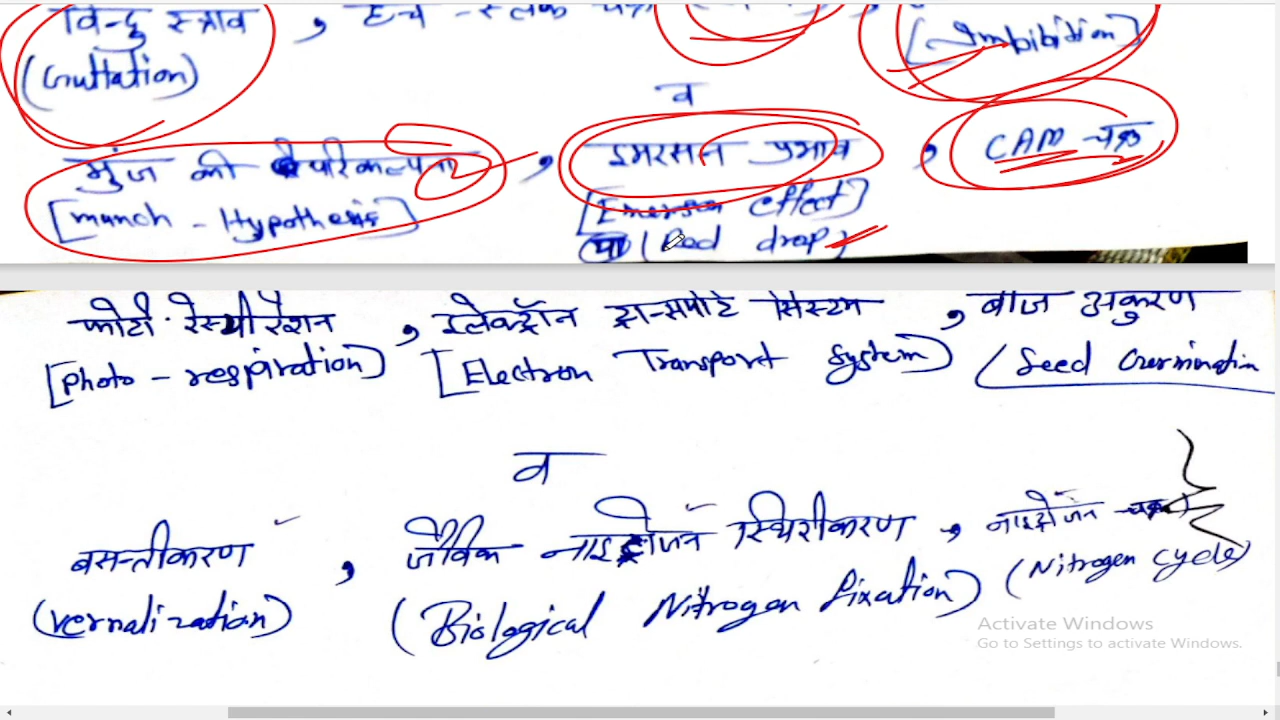 बिन्दु स्त्राव , हैच - स्लैक चक्र
(Guttation) [Imbibition]
व
मुंज की परिकल्पना , इमरसन प्रभाव , CAM चक्र
[munch - Hypothesis] [Emerson effect]
या (Red drop)
फोटो रेस्पीरेशन , इलेक्ट्रॉन ट्रान्सपोर्ट सिस्टम , बीज अंकुरण
[photo - respiration) [Electron Transport System) (Seed Germination
व
बसन्तीकरण , जैविक नाइट्रोजन स्थिरीकरण , नाइट्रोजन चक्र
(vernalization) (Biological Nitrogen fixation) (Nitrogen cycle)
Activate Windows
Go to Settings to activate Windows.